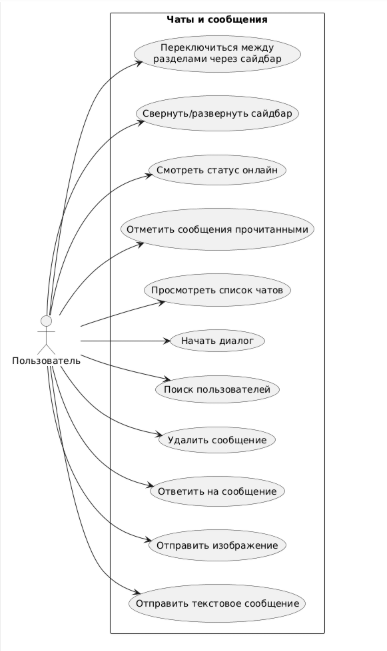 Чаты и сообщения
Переключиться между
разделами через сайдбар
Свернуть/развернуть сайдбар
Смотреть статус онлайн
Отметить сообщения прочитанными
Просмотреть список чатов
Начать диалог
Пользователь
Поиск пользователей
Удалить сообщение
Ответить на сообщение
Отправить изображение
Отправить текстовое сообщение